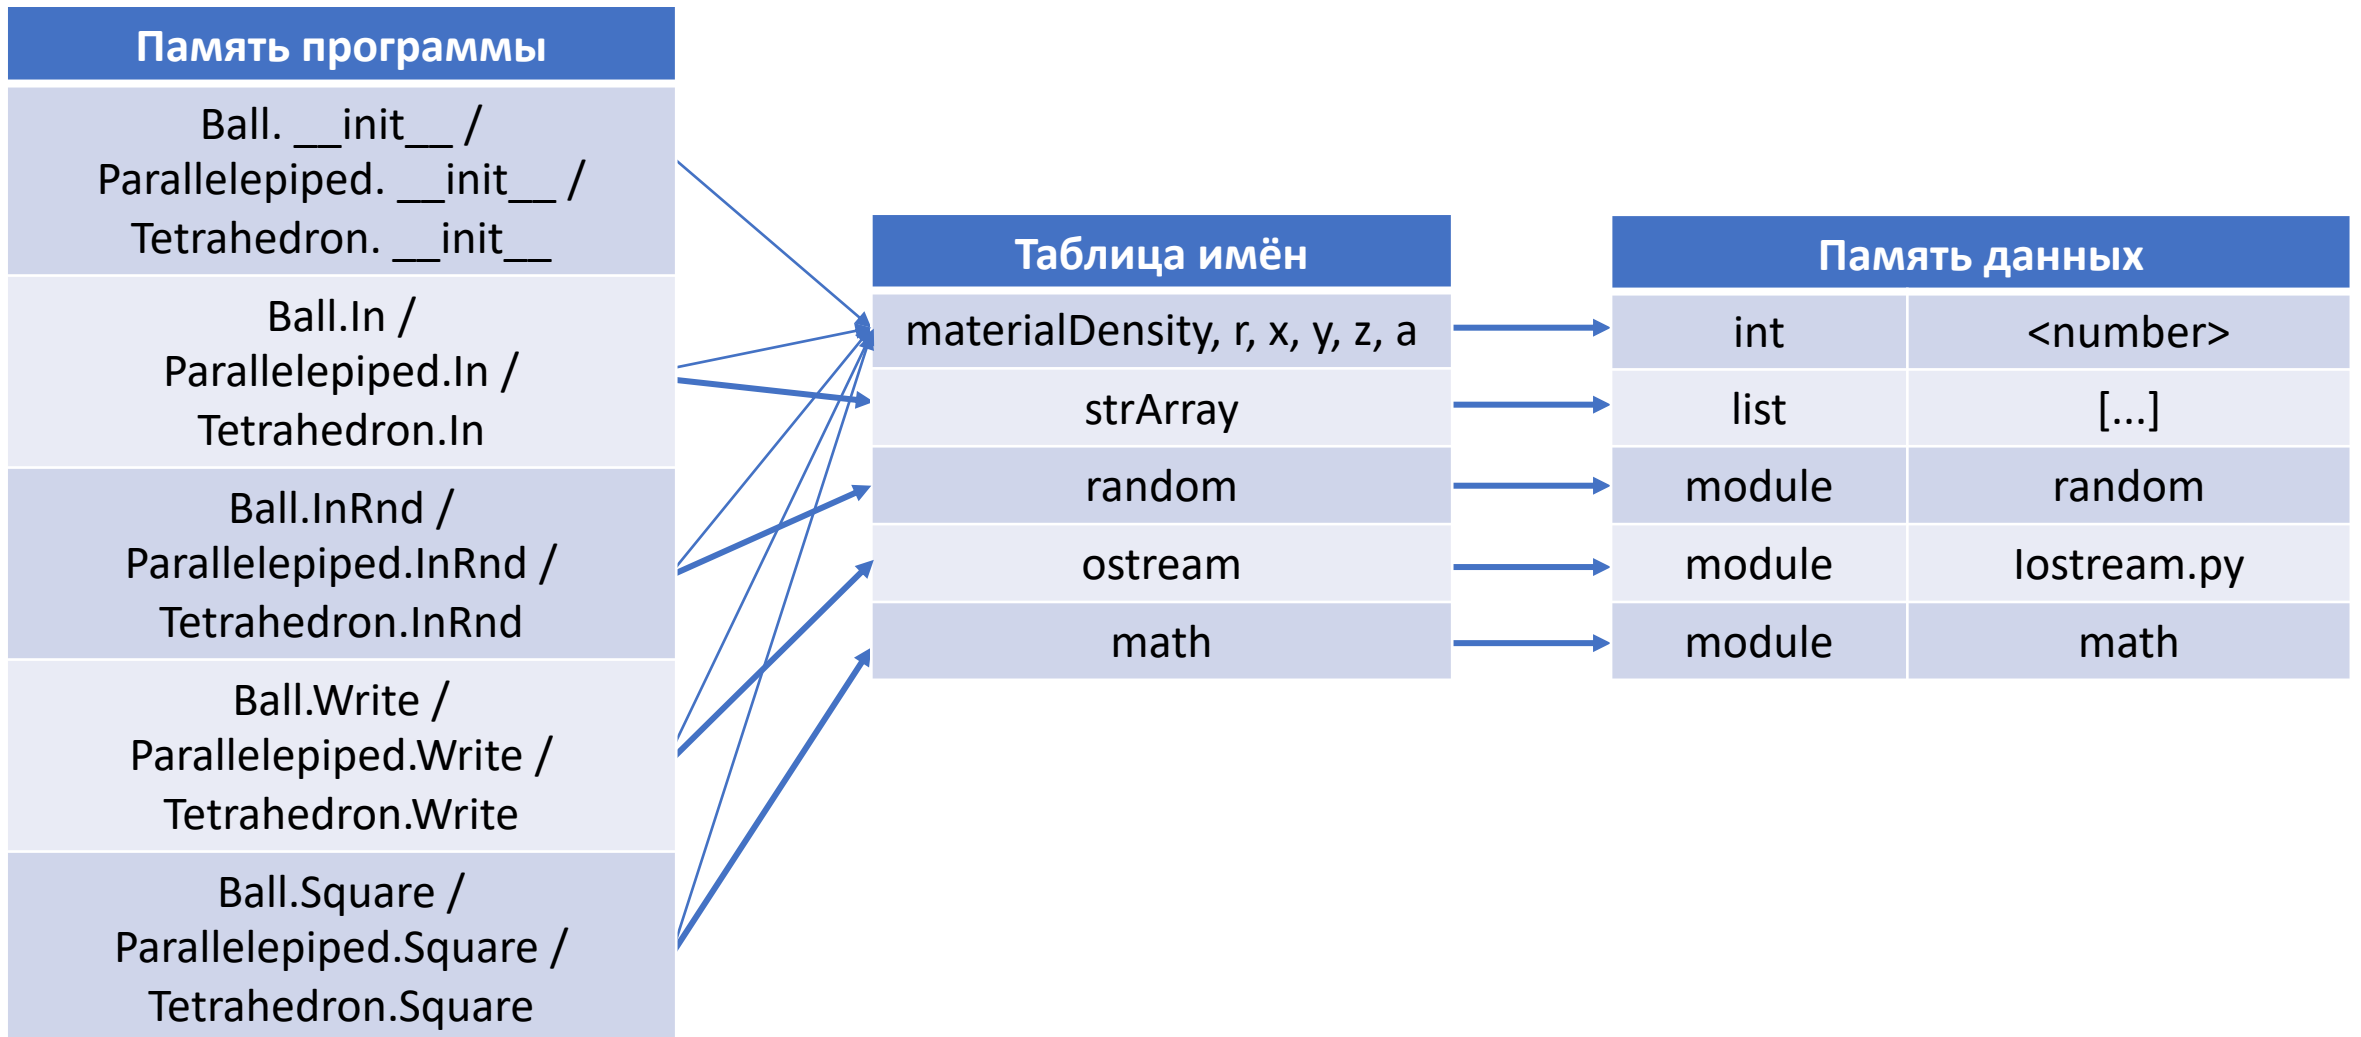 Память программы
Ball. __init__ /
Parallelepiped. __init__ /
Tetrahedron. __init__
Ball.In /
Parallelepiped.In /
Tetrahedron.In
Ball.InRnd /
Parallelepiped.InRnd /
Tetrahedron.InRnd
Ball.Write /
Parallelepiped.Write /
Tetrahedron.Write
Ball.Square /
Parallelepiped.Square /
Tetrahedron.Square
Таблица имён
materialDensity, r, x, y, z, a
strArray
random
ostream
math
Память данных
int <number>
list [...]
module random
module Iostream.py
module math